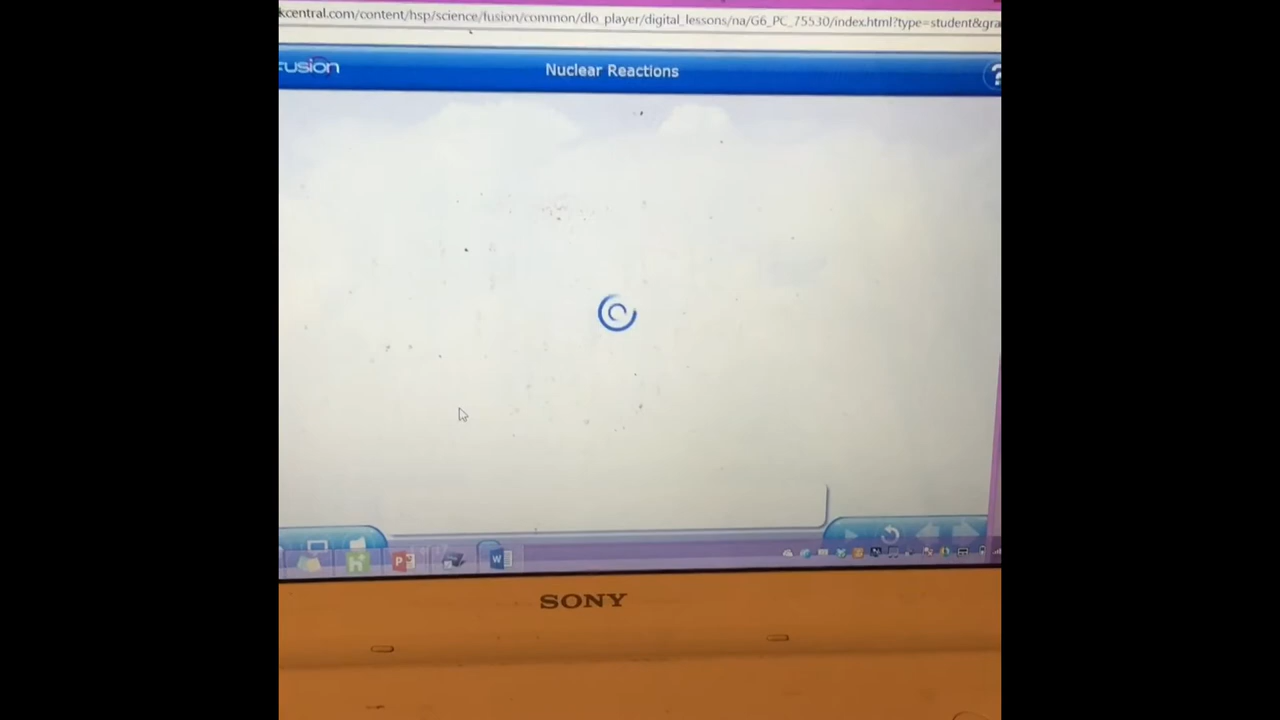 kcentral.com/content/hsp/science/fusion/common/dlo_player/digital_lessons/na/G6_PC_75530/index.html?type=student&gra
fusion
Nuclear Reactions
?
h
P
W
SONY